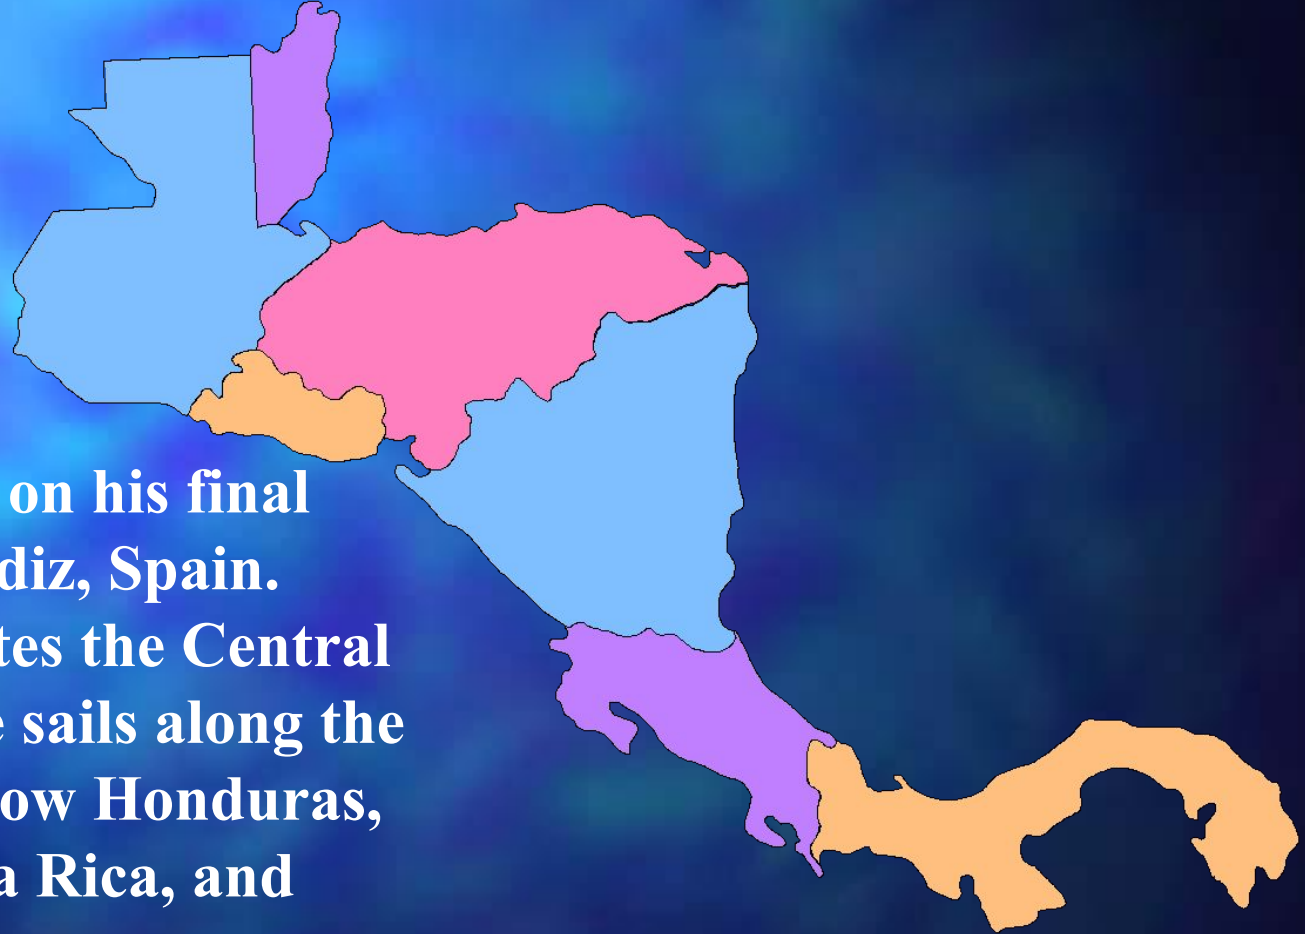 on his final
diz, Spain.
tes the Central
e sails along the
ow Honduras,
a Rica, and